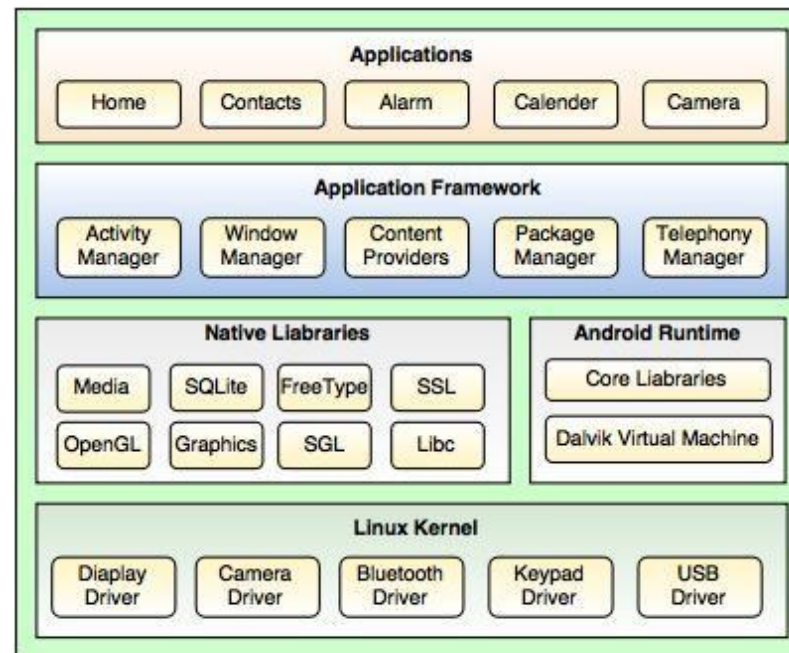 Applications
Home
Contacts
Alarm
Calender
Camera
Application Framework
Activity
Manager
Window
Manager
Content
Providers
Package
Manager
Telephony
Manager
Native Liabraries
Media
SQLite
FreeType
SSL
OpenGL
Graphics
SGL
Libc
Android Runtime
Core Liabraries
Dalvik Virtual Machine
Linux Kernel
Diaplay
Driver
Camera
Driver
Bluetooth
Driver
Keypad
Driver
USB
Driver